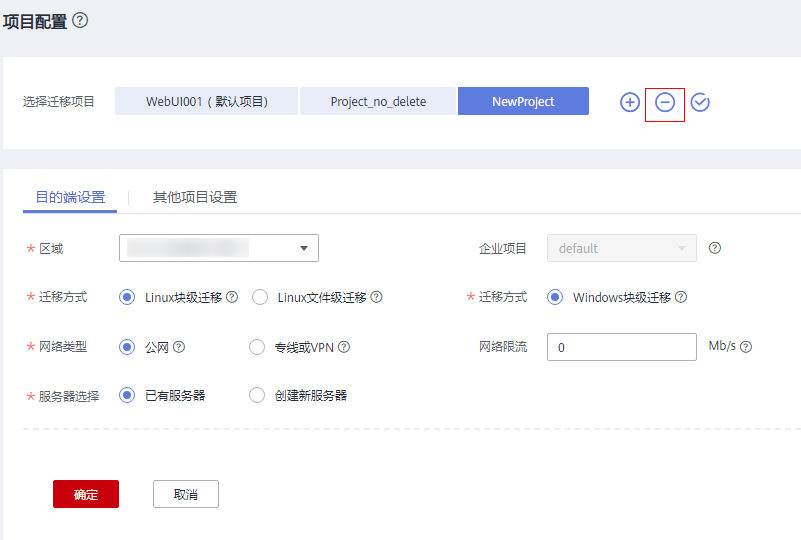 项目配置 ?
选择迁移项目 WebUI001 ( 默认项目) Project_no_delete NewProject
目的端设置 其他项目设置
* 区域 企业项目 default ?
* 迁移方式 Linux块级迁移 ? Linux文件级迁移 ? * 迁移方式 Windows块级迁移 ?
* 网络类型 公网 ? 专线或VPN ? 网络限流 0 Mb/s ?
* 服务器选择 已有服务器 创建新服务器
确定 取消